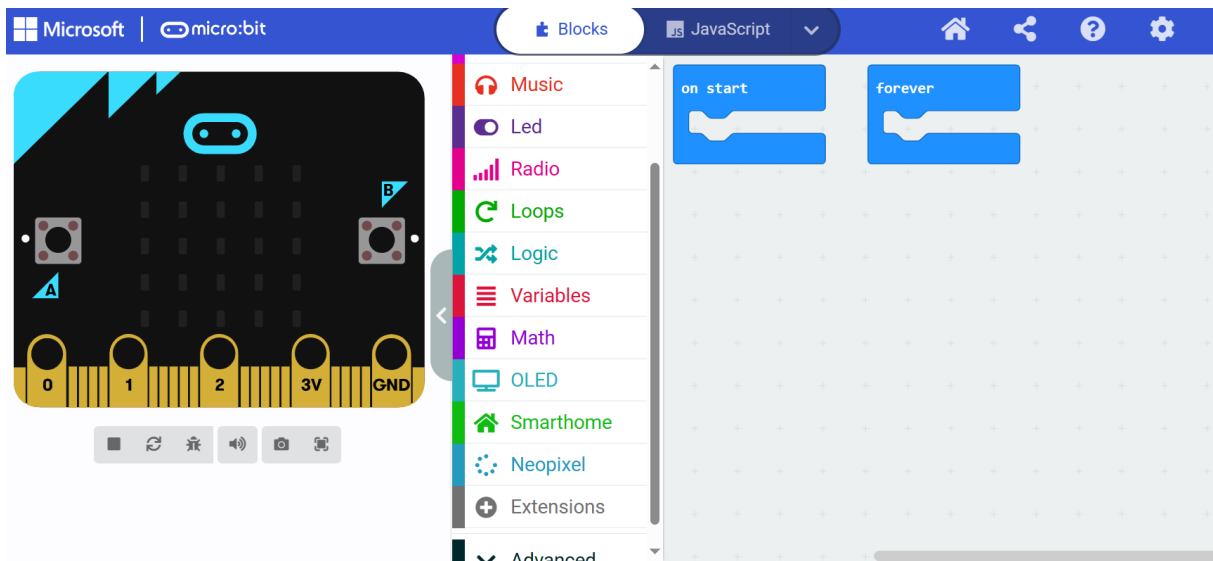 Microsoft micro:bit Blocks JS JavaScript
Music
Led
Radio
Loops
Logic
Variables
Math
OLED
Smarthome
Neopixel
Extensions
Advanced
on start
forever
B
A
0 1 2 3V GND